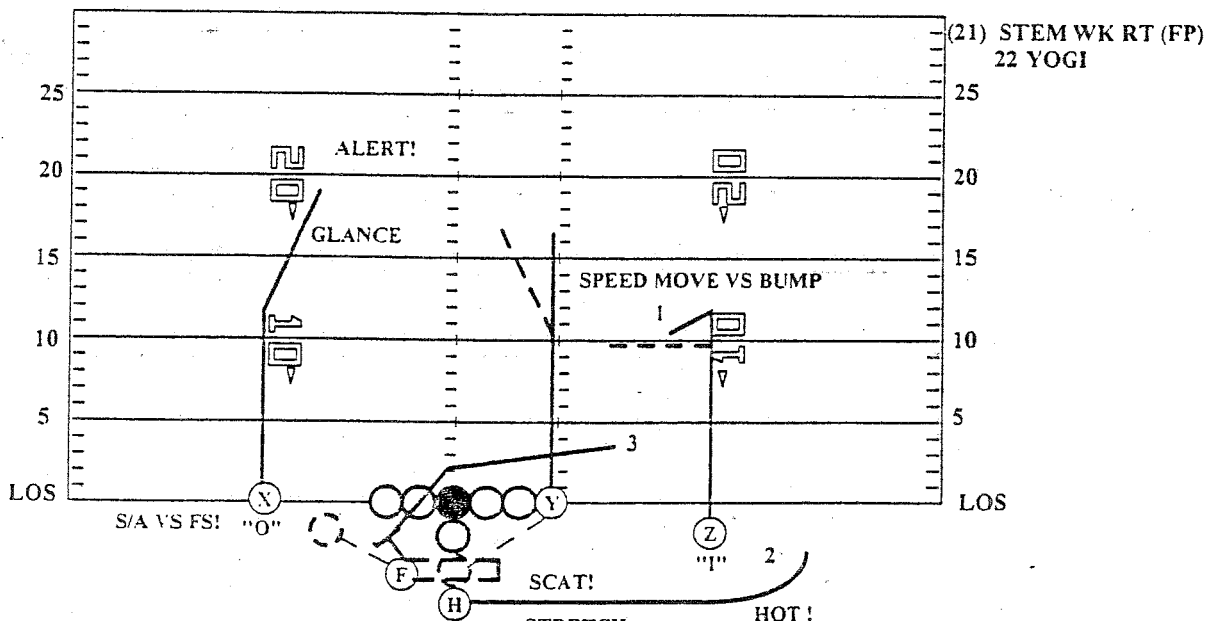 (21) STEM WK RT (FP)
22 YOGI
25
25
ALERT!
20
20
GLANCE
15
15
SPEED MOVE VS BUMP
1
10
10
5
5
3
LOS
X
Y
LOS
S/A VS FS!
"O"
Z
"I"
2
F
SCAT!
H
STRETCH
HOT !